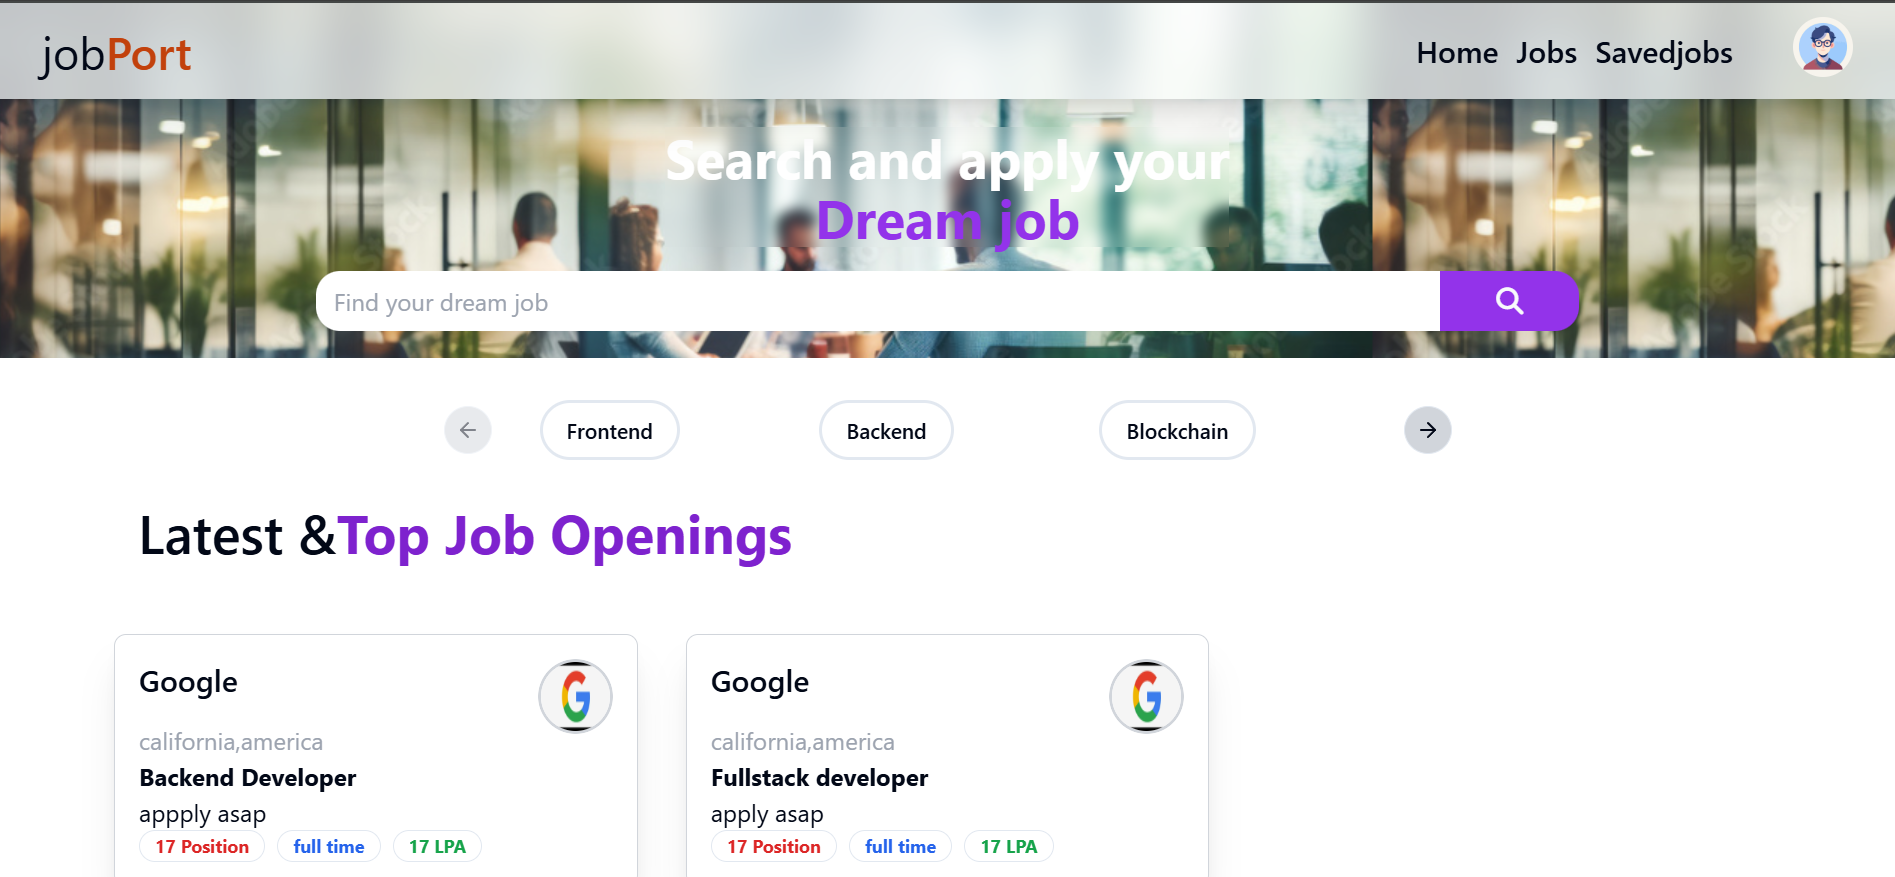 jobPort
Home Jobs Savedjobs
Search and apply your
Dream job
Find your dream job
Frontend
Backend
Blockchain
Latest &Top Job Openings
Google
california,america
Backend Developer
appply asap
17 Position
full time
17 LPA
Google
california,america
Fullstack developer
apply asap
17 Position
full time
17 LPA